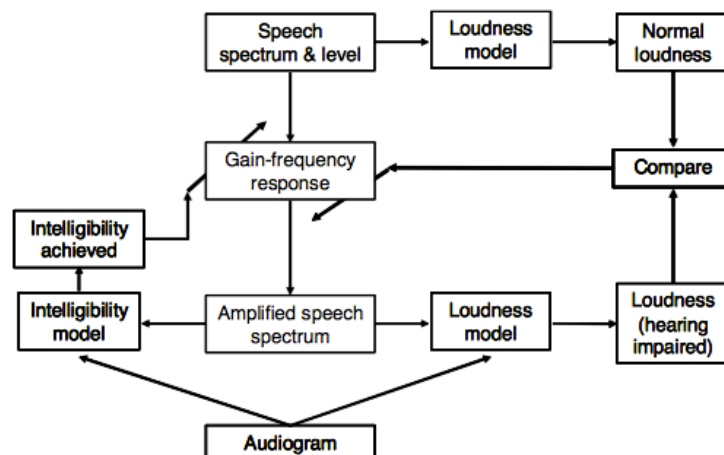 Speech
spectrum & level
Loudness
model
Normal
loudness
Gain-frequency
response
Compare
Intelligibility
achieved
Intelligibility
model
Amplified speech
spectrum
Loudness
model
Loudness
(hearing
impaired)
Audiogram